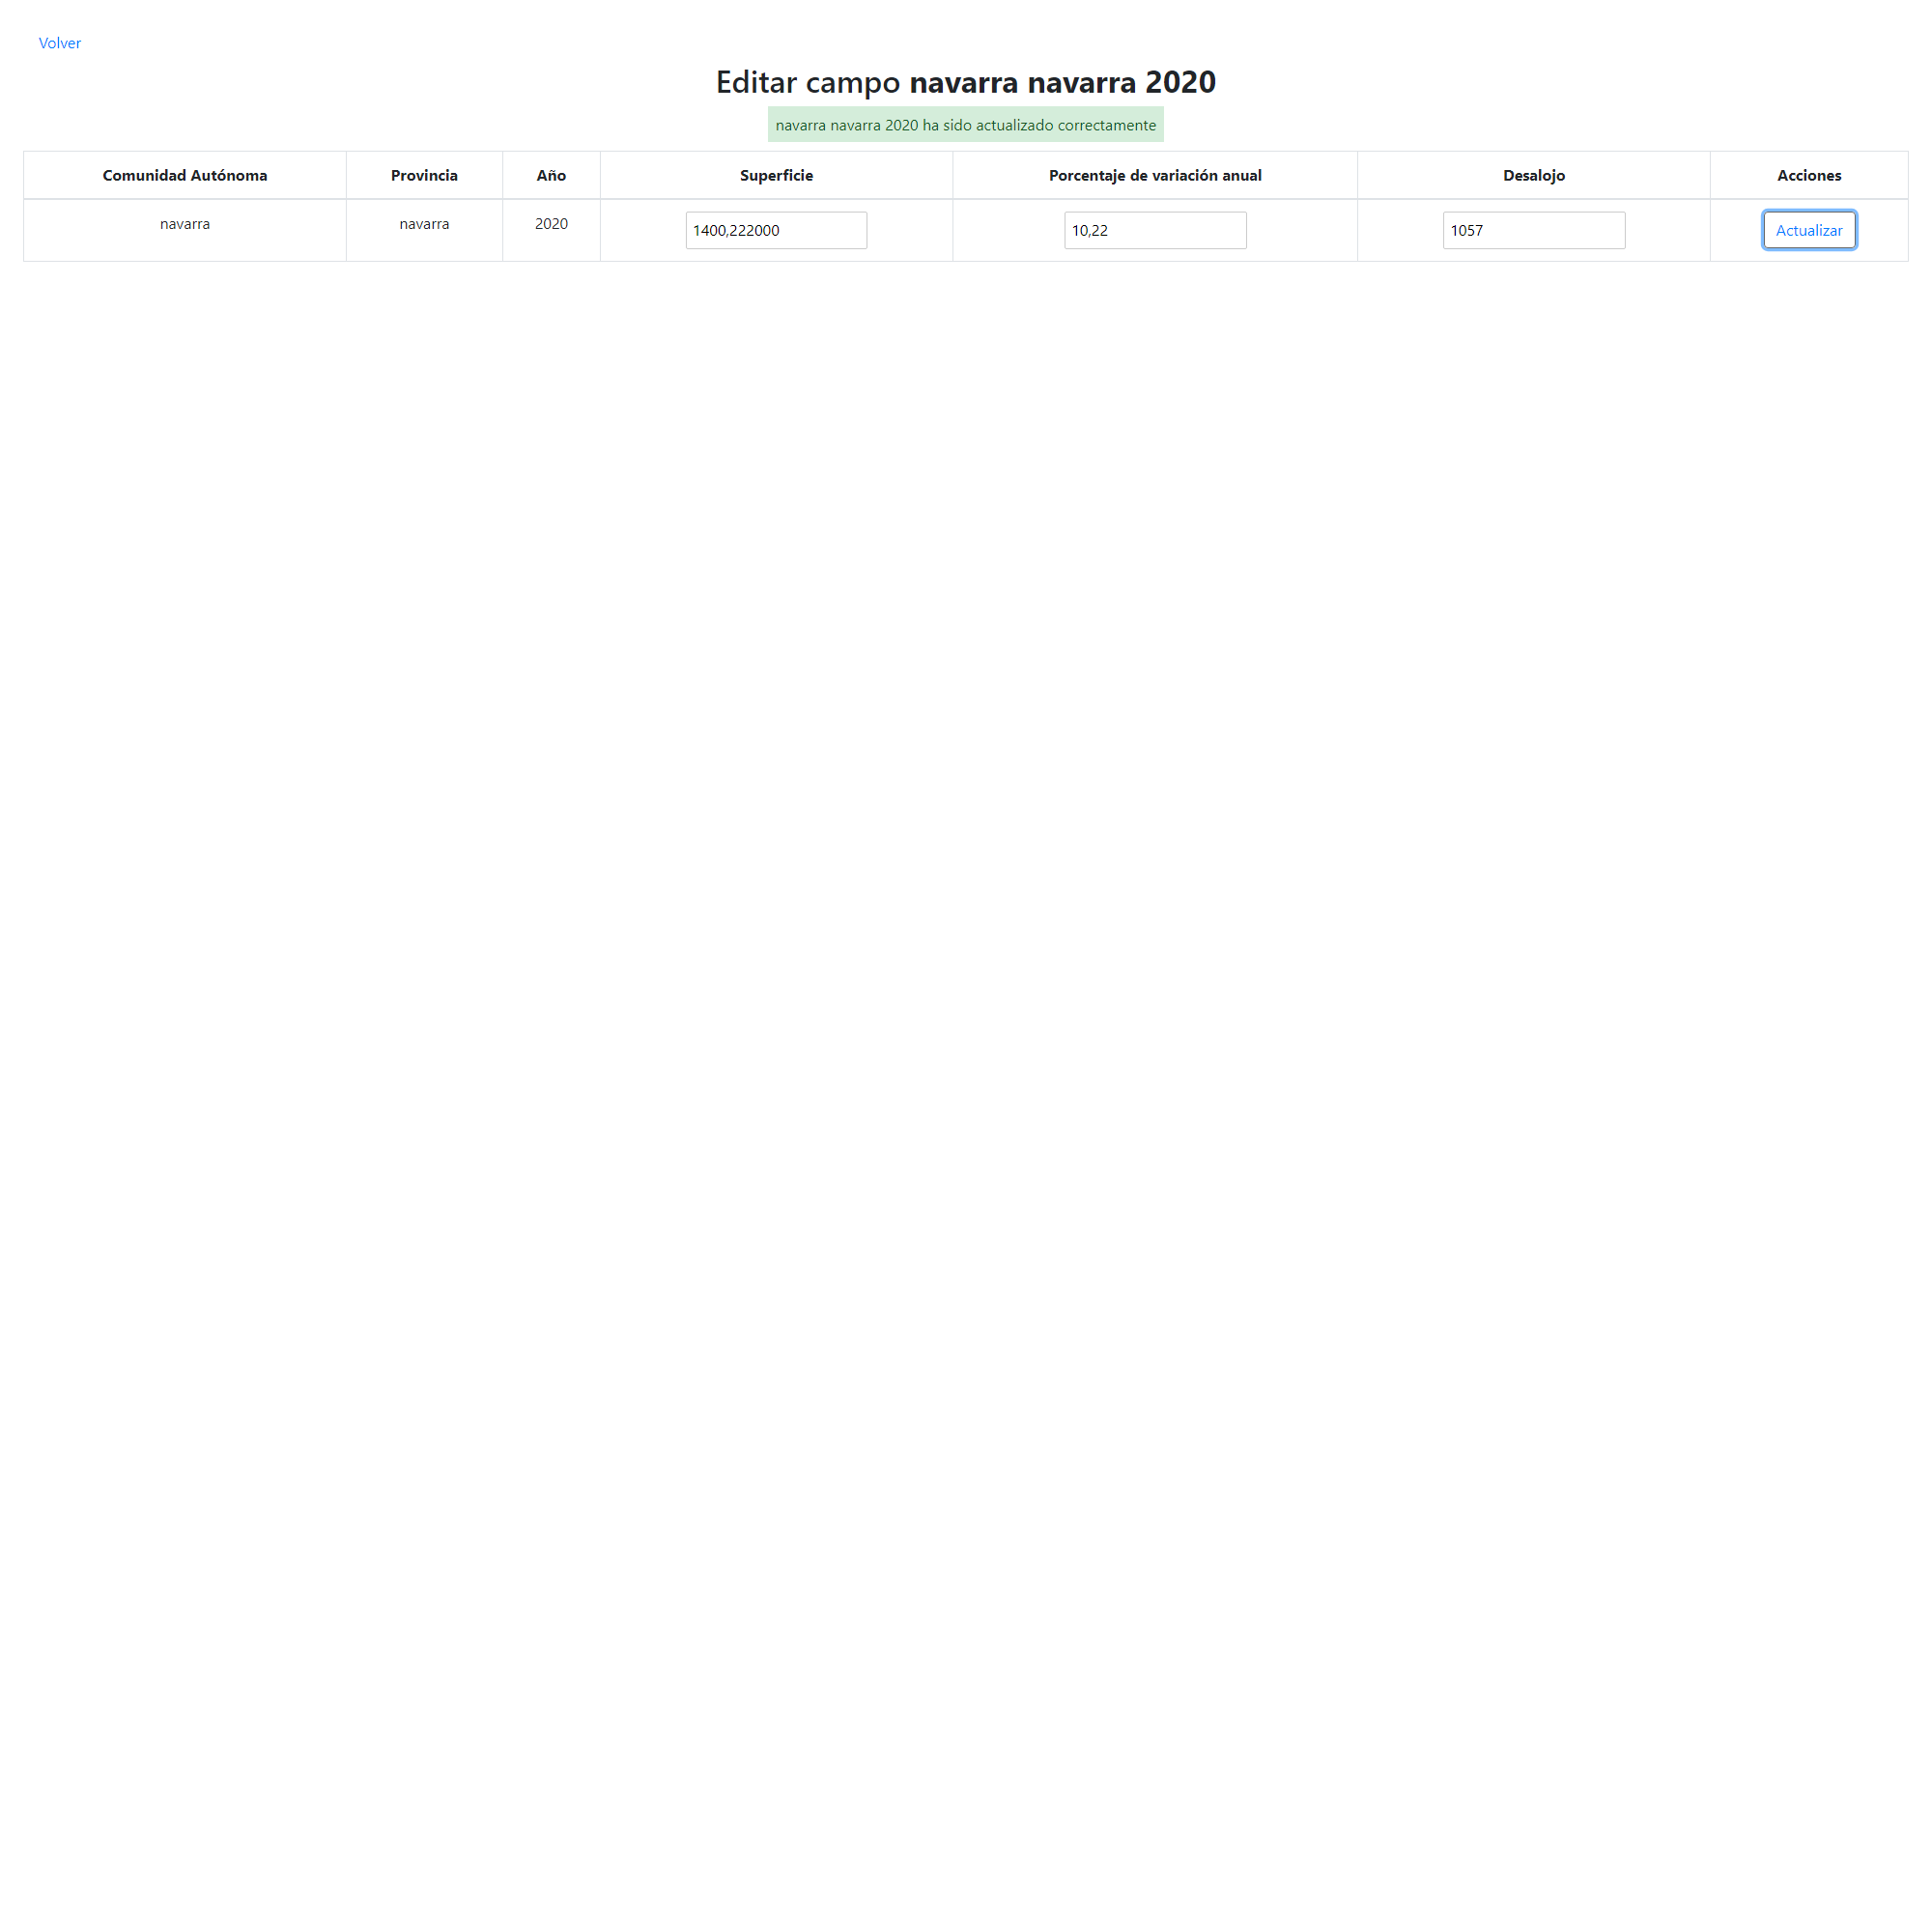 Volver
Editar campo navarra navarra 2020
navarra navarra 2020 ha sido actualizado correctamente
Comunidad Autónoma Provincia Año Superficie Porcentaje de variación anual Desalojo Acciones
navarra navarra 2020 1400,222000 10,22 1057 Actualizar